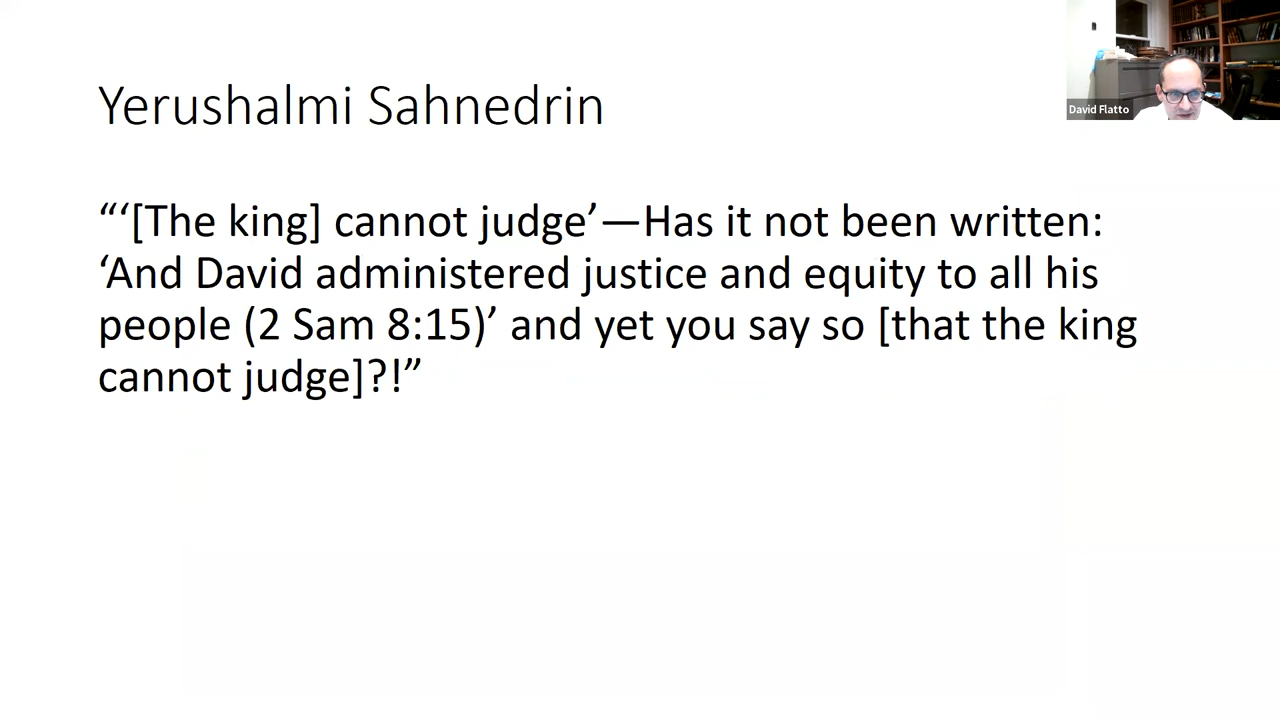 Yerushalmi Sahnedrin
“‘[The king] cannot judge’—Has it not been written:
‘And David administered justice and equity to all his
people (2 Sam 8:15)’ and yet you say so [that the king
cannot judge]?!”
David Flatto